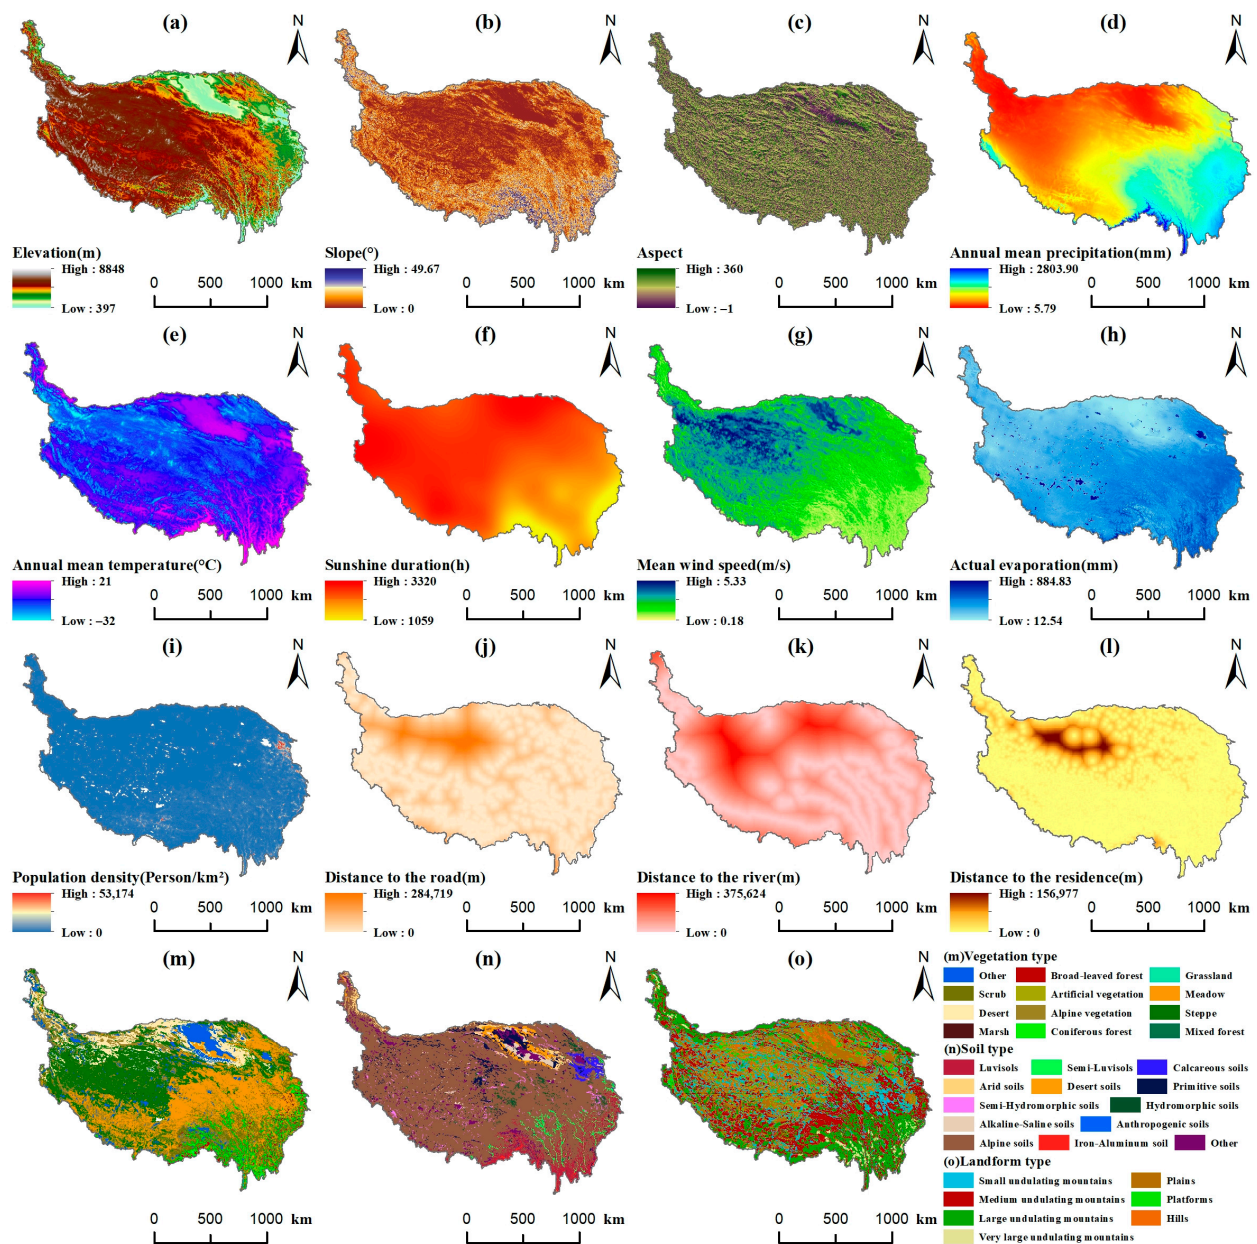 (a) N
Elevation(m)
High : 8848
Low : 397
0 500 1000 km
(b) N
Slope(°)
High : 49.67
Low : 0
0 500 1000 km
(c) N
Aspect
High : 360
Low : −1
0 500 1000 km
(d) N
Annual mean precipitation(mm)
High : 2803.90
Low : 5.79
0 500 1000 km
(e) N
Annual mean temperature(°C)
High : 21
Low : −32
0 500 1000 km
(f) N
Sunshine duration(h)
High : 3320
Low : 1059
0 500 1000 km
(g) N
Mean wind speed(m/s)
High : 5.33
Low : 0.18
0 500 1000 km
(h) N
Actual evaporation(mm)
High : 884.83
Low : 12.54
0 500 1000 km
(i) N
Population density(Person/km²)
High : 53,174
Low : 0
0 500 1000 km
(j) N
Distance to the road(m)
High : 284,719
Low : 0
0 500 1000 km
(k) N
Distance to the river(m)
High : 375,624
Low : 0
0 500 1000 km
(l) N
Distance to the residence(m)
High : 156,977
Low : 0
0 500 1000 km
(m) N
0 500 1000 km
(n) N
0 500 1000 km
(o) N
0 500 1000 km
(m)Vegetation type
Other Broad-leaved forest Grassland
Scrub Artificial vegetation Meadow
Desert Alpine vegetation Steppe
Marsh Coniferous forest Mixed forest
(n)Soil type
Luvisols Semi-Luvisols Calcareous soils
Arid soils Desert soils Primitive soils
Semi-Hydromorphic soils Hydromorphic soils
Alkaline-Saline soils Anthropogenic soils
Alpine soils Iron-Aluminum soil Other
(o)Landform type
Small undulating mountains Plains
Medium undulating mountains Platforms
Large undulating mountains Hills
Very large undulating mountains